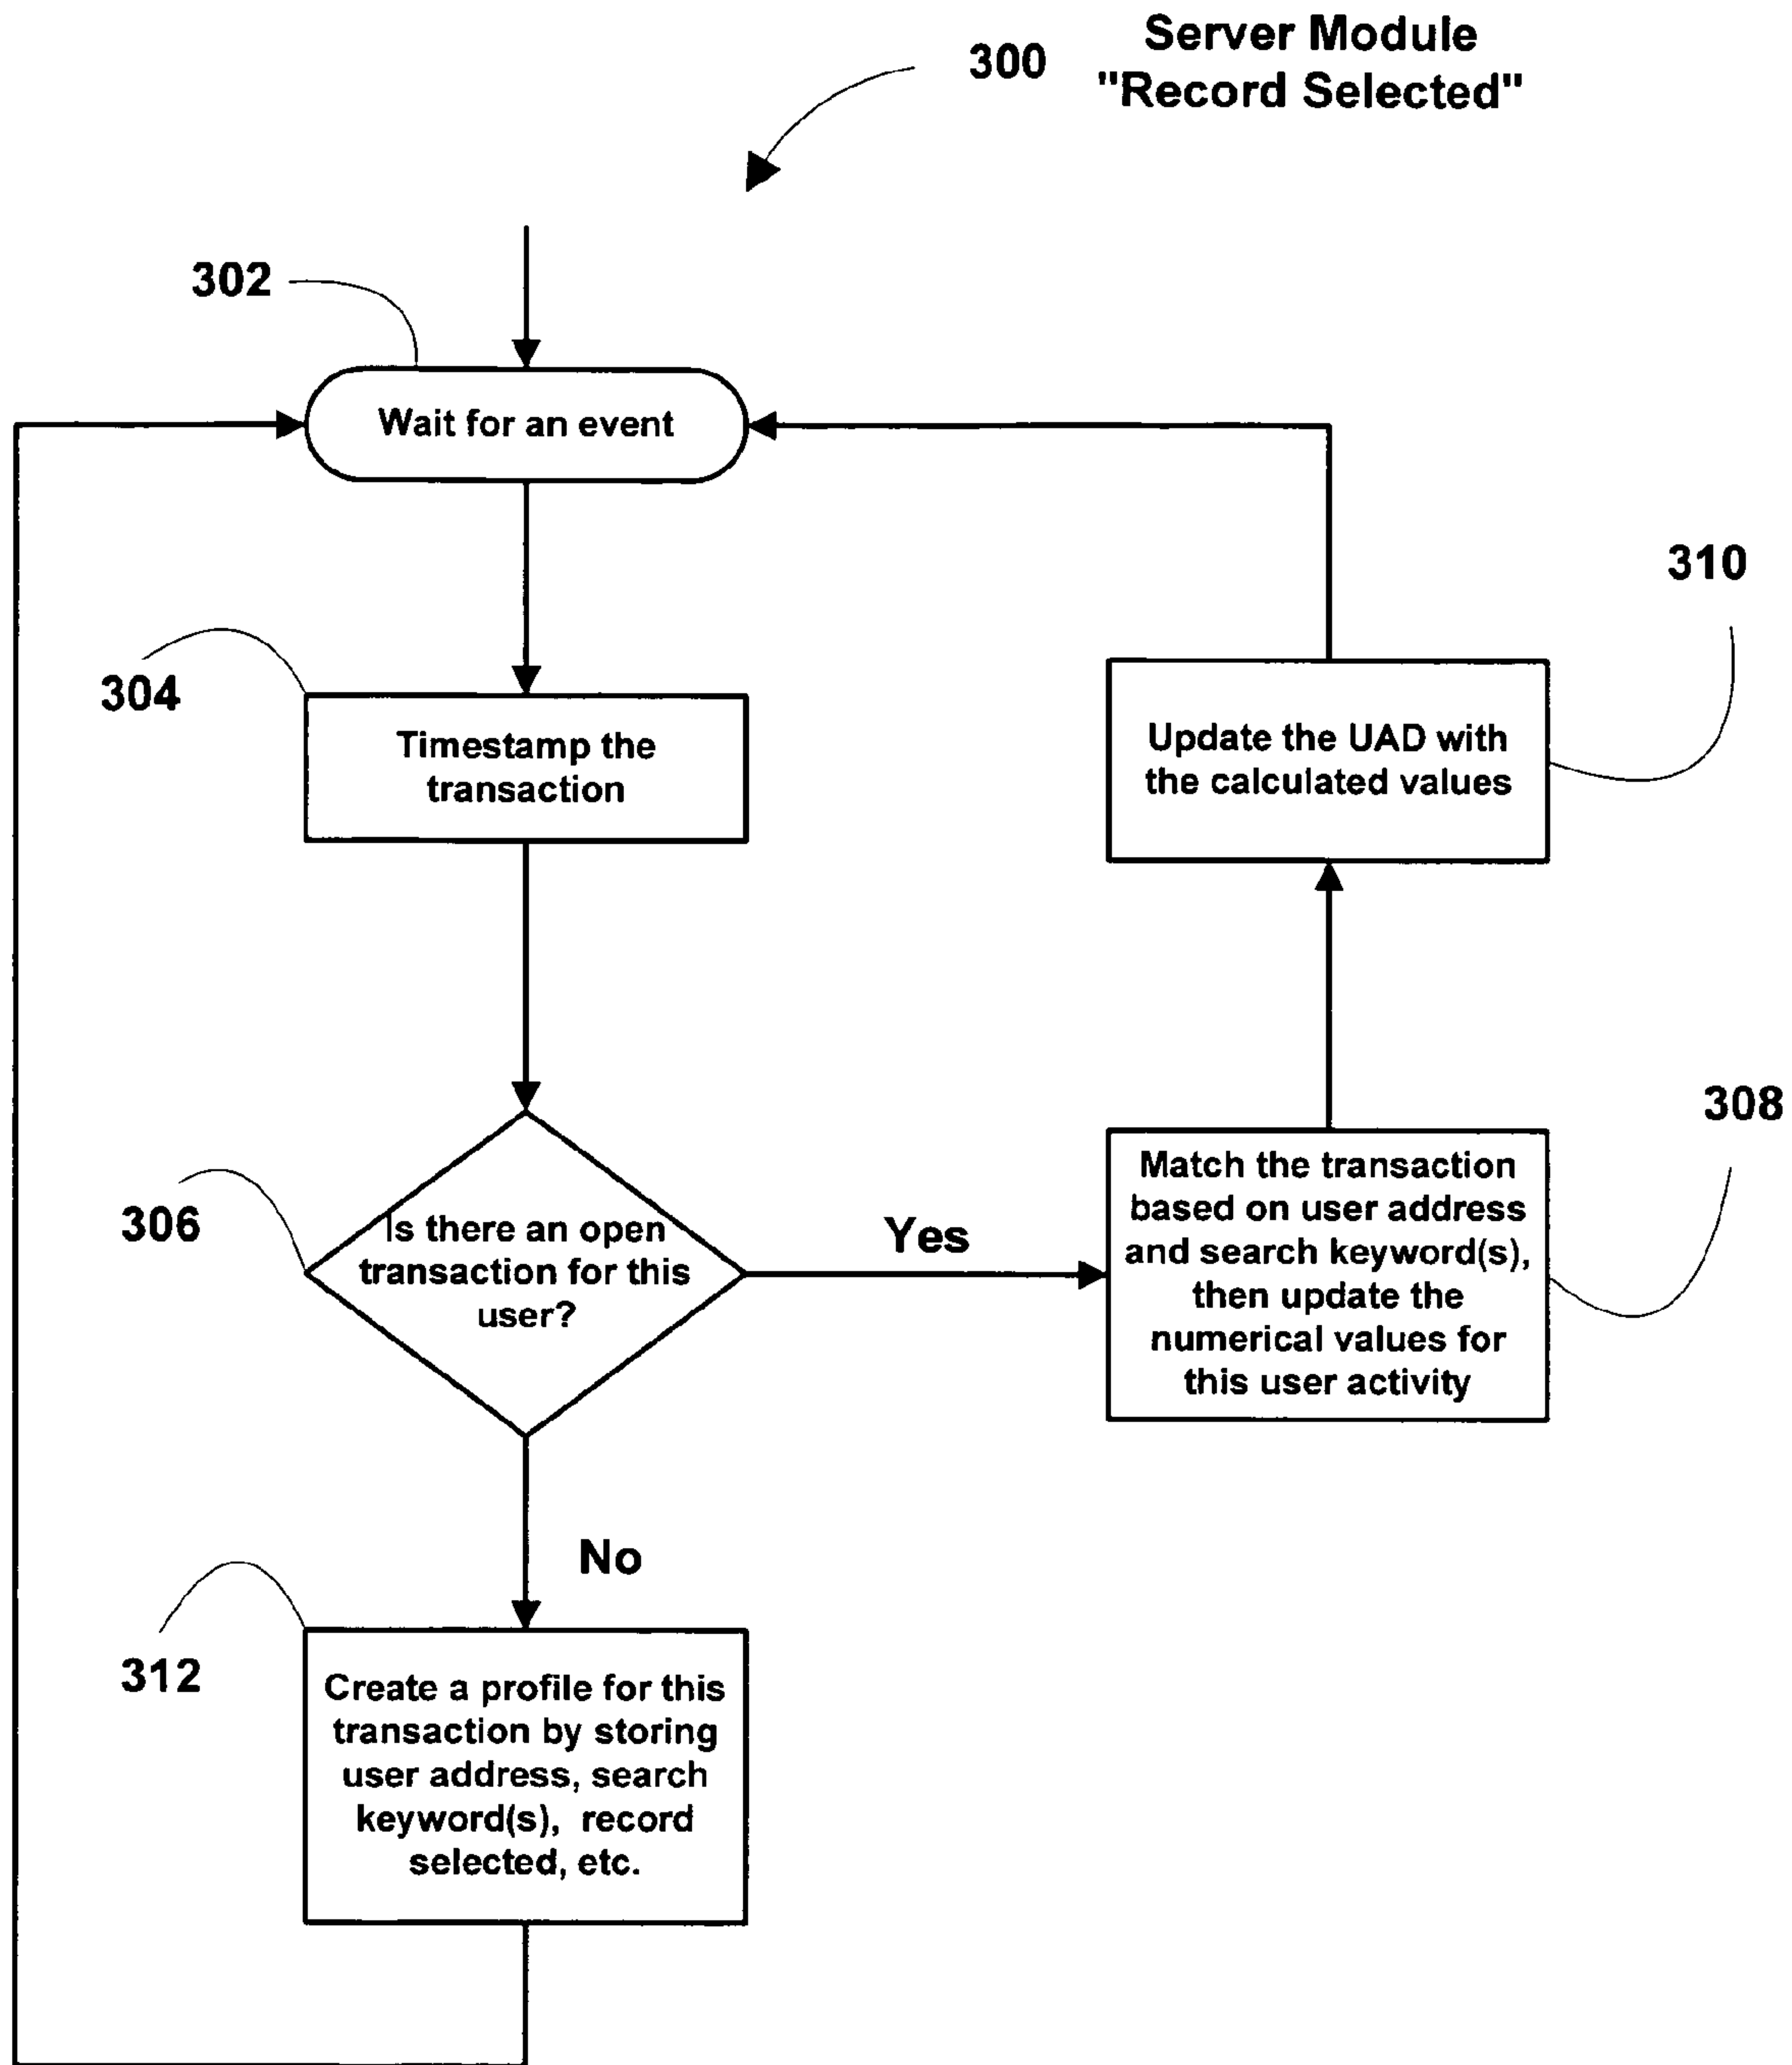 300
Server Module
"Record Selected"
302
Wait for an event
304
Timestamp the
transaction
310
Update the UAD with
the calculated values
306
Is there an open
transaction for this
user?
Yes
308
Match the transaction
based on user address
and search keyword(s),
then update the
numerical values for
this user activity
No
312
Create a profile for this
transaction by storing
user address, search
keyword(s), record
selected, etc.